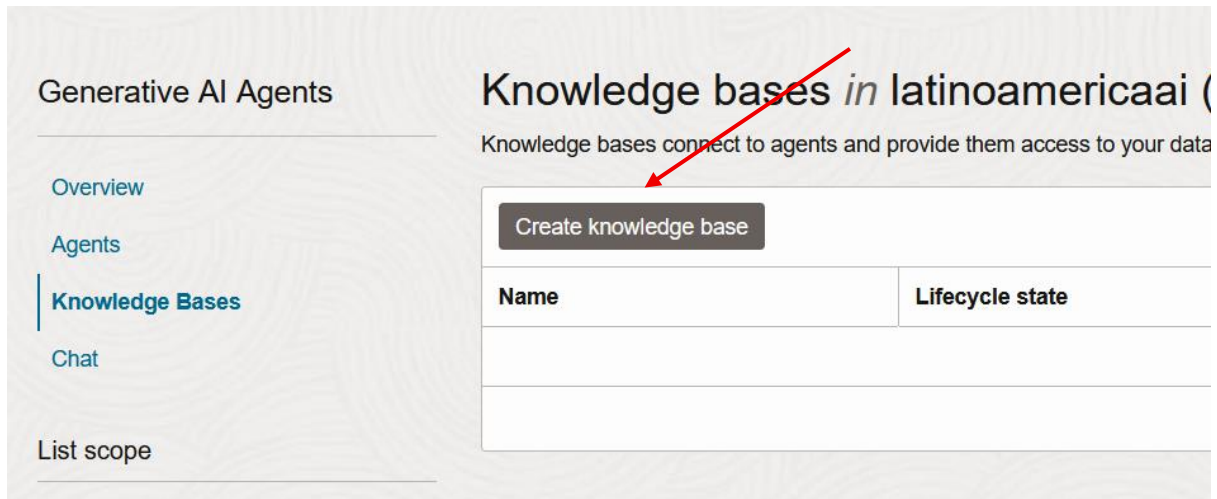 Generative AI Agents
Overview
Agents
Knowledge Bases
Chat
List scope
Knowledge bases in latinoamericaai (
Knowledge bases connect to agents and provide them access to your data
Create knowledge base
Name
Lifecycle state